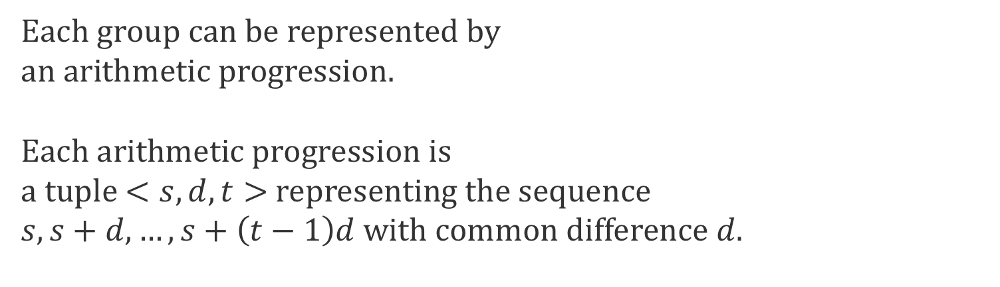 Each group can be represented by
an arithmetic progression.
Each arithmetic progression is
a tuple < s, d, t > representing the sequence
s, s + d, … , s + (t − 1)d with common difference d.